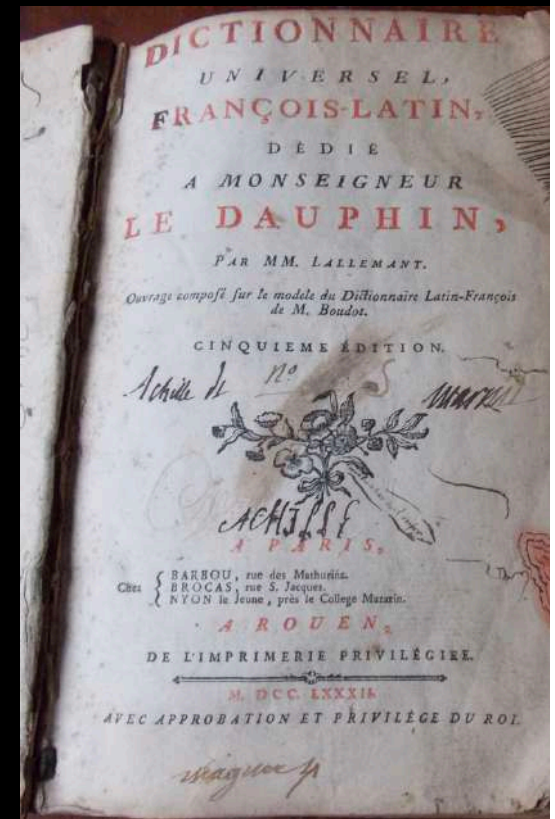 DICTIONNAIRE
UNIVERSEL,
FRANÇOIS-LATIN,
DÉDIÉ
A MONSEIGNEUR
LE DAUPHIN,
PAR MM. LALLEMANT.
Ouvrage composé sur le modele du Dictionnaire Latin-François
de M. Boudot.
CINQUIEME ÉDITION.
Achille de n°
ACHILLE
A PARIS,
Chez { BARBOU, rue des Mathurins.
BROCAS, rue S. Jacques.
NYON le Jeune, près le College Mazarin.
A ROUEN,
DE L'IMPRIMERIE PRIVILÉGIÉE.
M. DCC. LXXXII.
AVEC APPROBATION ET PRIVILÉGE DU ROI.